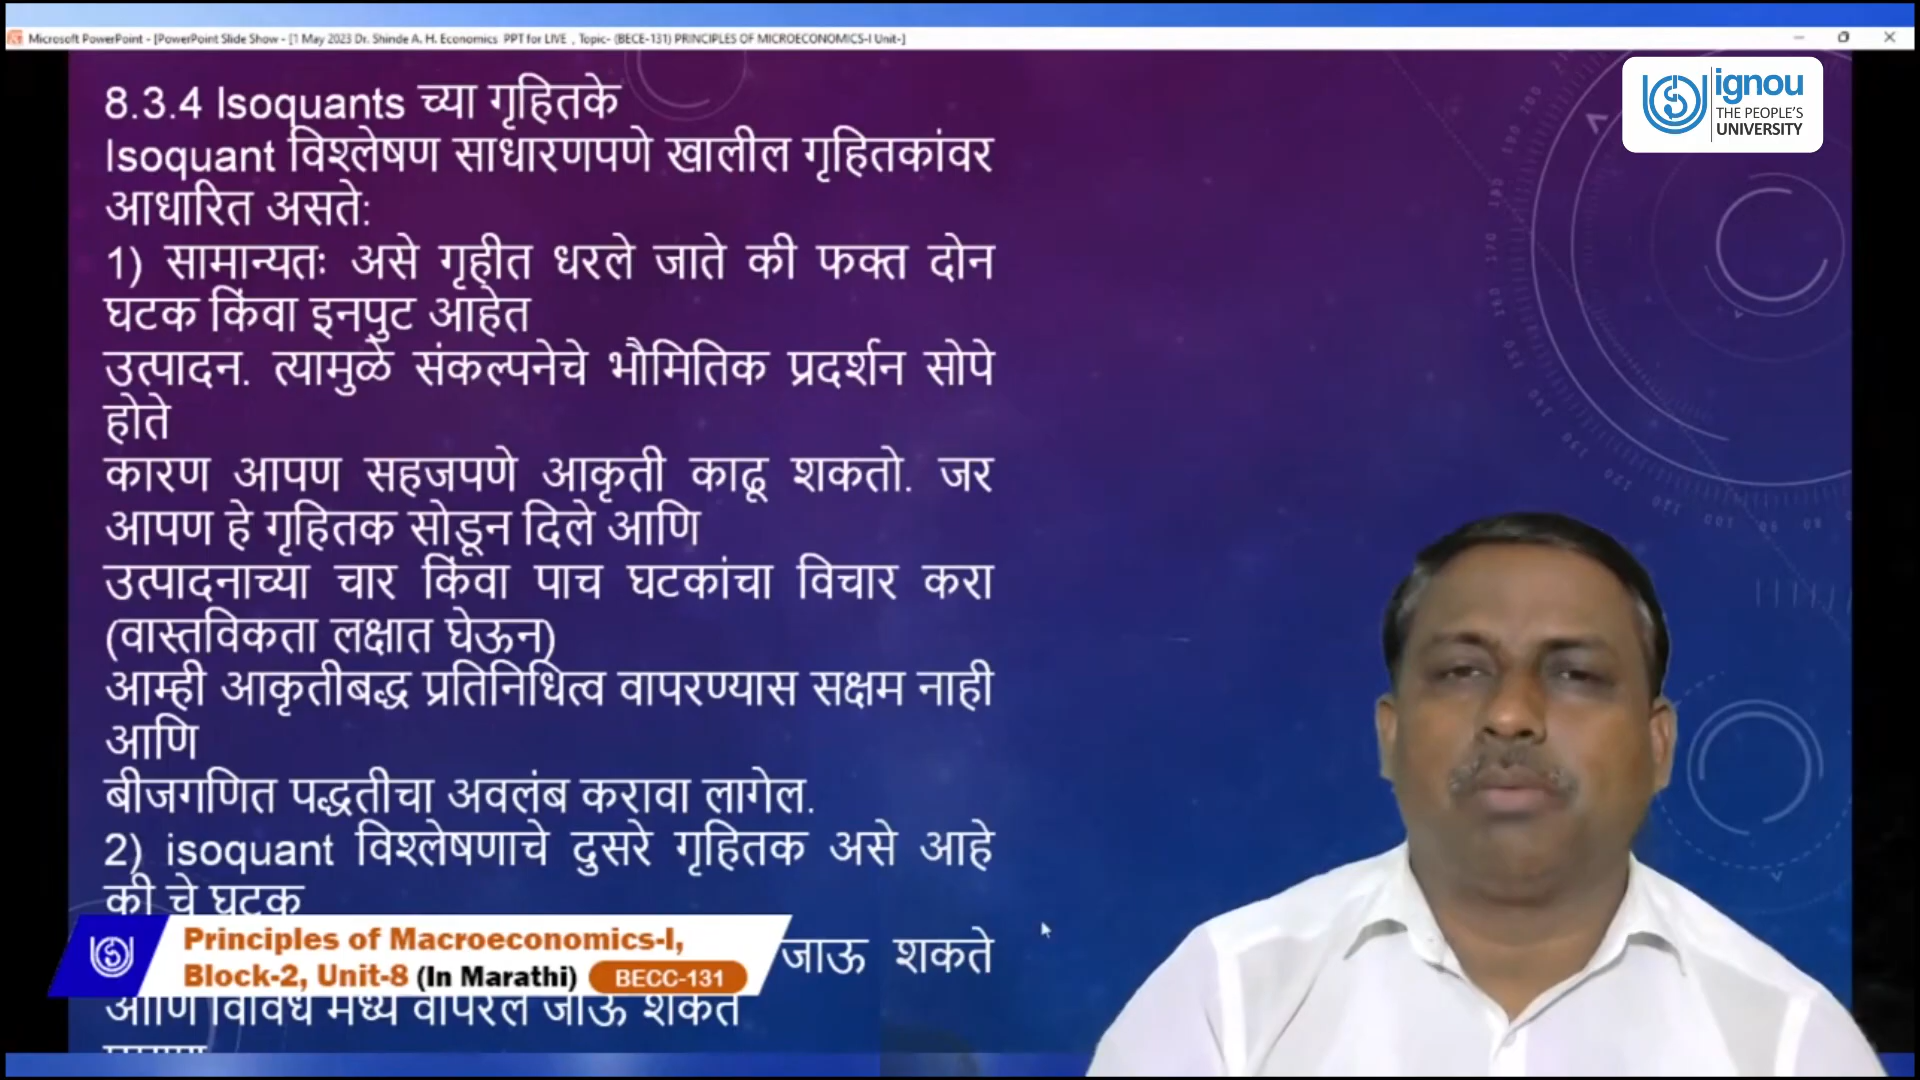 Microsoft PowerPoint - [PowerPoint Slide Show - [1 May 2023 Dr. Shinde A. H. Economics PPT for LIVE , Topic- (BECE-131) PRINCIPLES OF MICROECONOMICS-I Unit-]
ignou
THE PEOPLE'S
UNIVERSITY
8.3.4 Isoquants च्या गृहितके
Isoquant विश्लेषण साधारणपणे खालील गृहितकांवर
आधारित असते:
1) सामान्यतः असे गृहीत धरले जाते की फक्त दोन
घटक किंवा इनपुट आहेत
उत्पादन. त्यामुळे संकल्पनेचे भौमितिक प्रदर्शन सोपे
होते
कारण आपण सहजपणे आकृती काढू शकतो. जर
आपण हे गृहितक सोडून दिले आणि
उत्पादनाच्या चार किंवा पाच घटकांचा विचार करा
(वास्तविकता लक्षात घेऊन)
आम्ही आकृतीबद्ध प्रतिनिधित्व वापरण्यास सक्षम नाही
आणि
बीजगणित पद्धतीचा अवलंब करावा लागेल.
2) isoquant विश्लेषणाचे दुसरे गृहितक असे आहे
की चे घटक
जाऊ शकते
आणि विविध मध्ये वापरले जाऊ शकते
Principles of Macroeconomics-I,
Block-2, Unit-8 (In Marathi) BECC-131